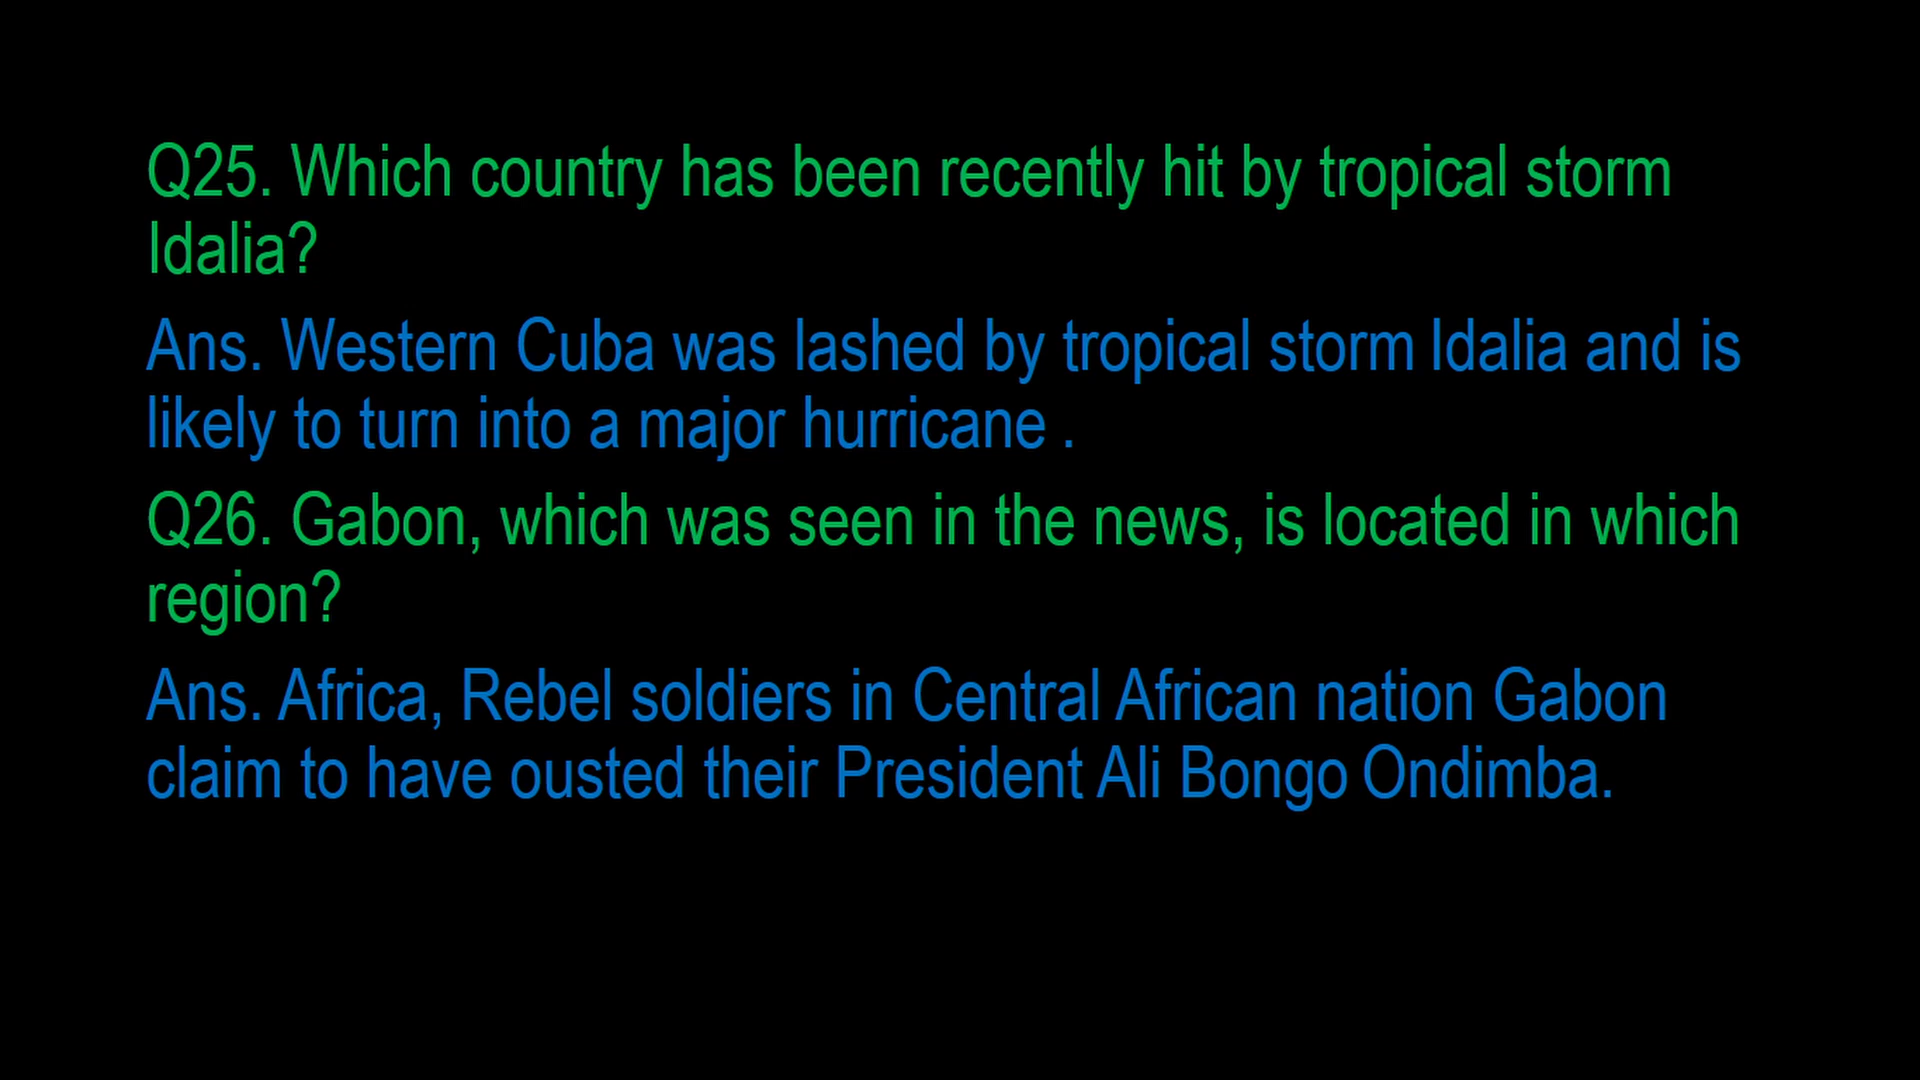 Q25. Which country has been recently hit by tropical storm
Idalia?
Ans. Western Cuba was lashed by tropical storm Idalia and is
likely to turn into a major hurricane .
Q26. Gabon, which was seen in the news, is located in which
region?
Ans. Africa, Rebel soldiers in Central African nation Gabon
claim to have ousted their President Ali Bongo Ondimba.